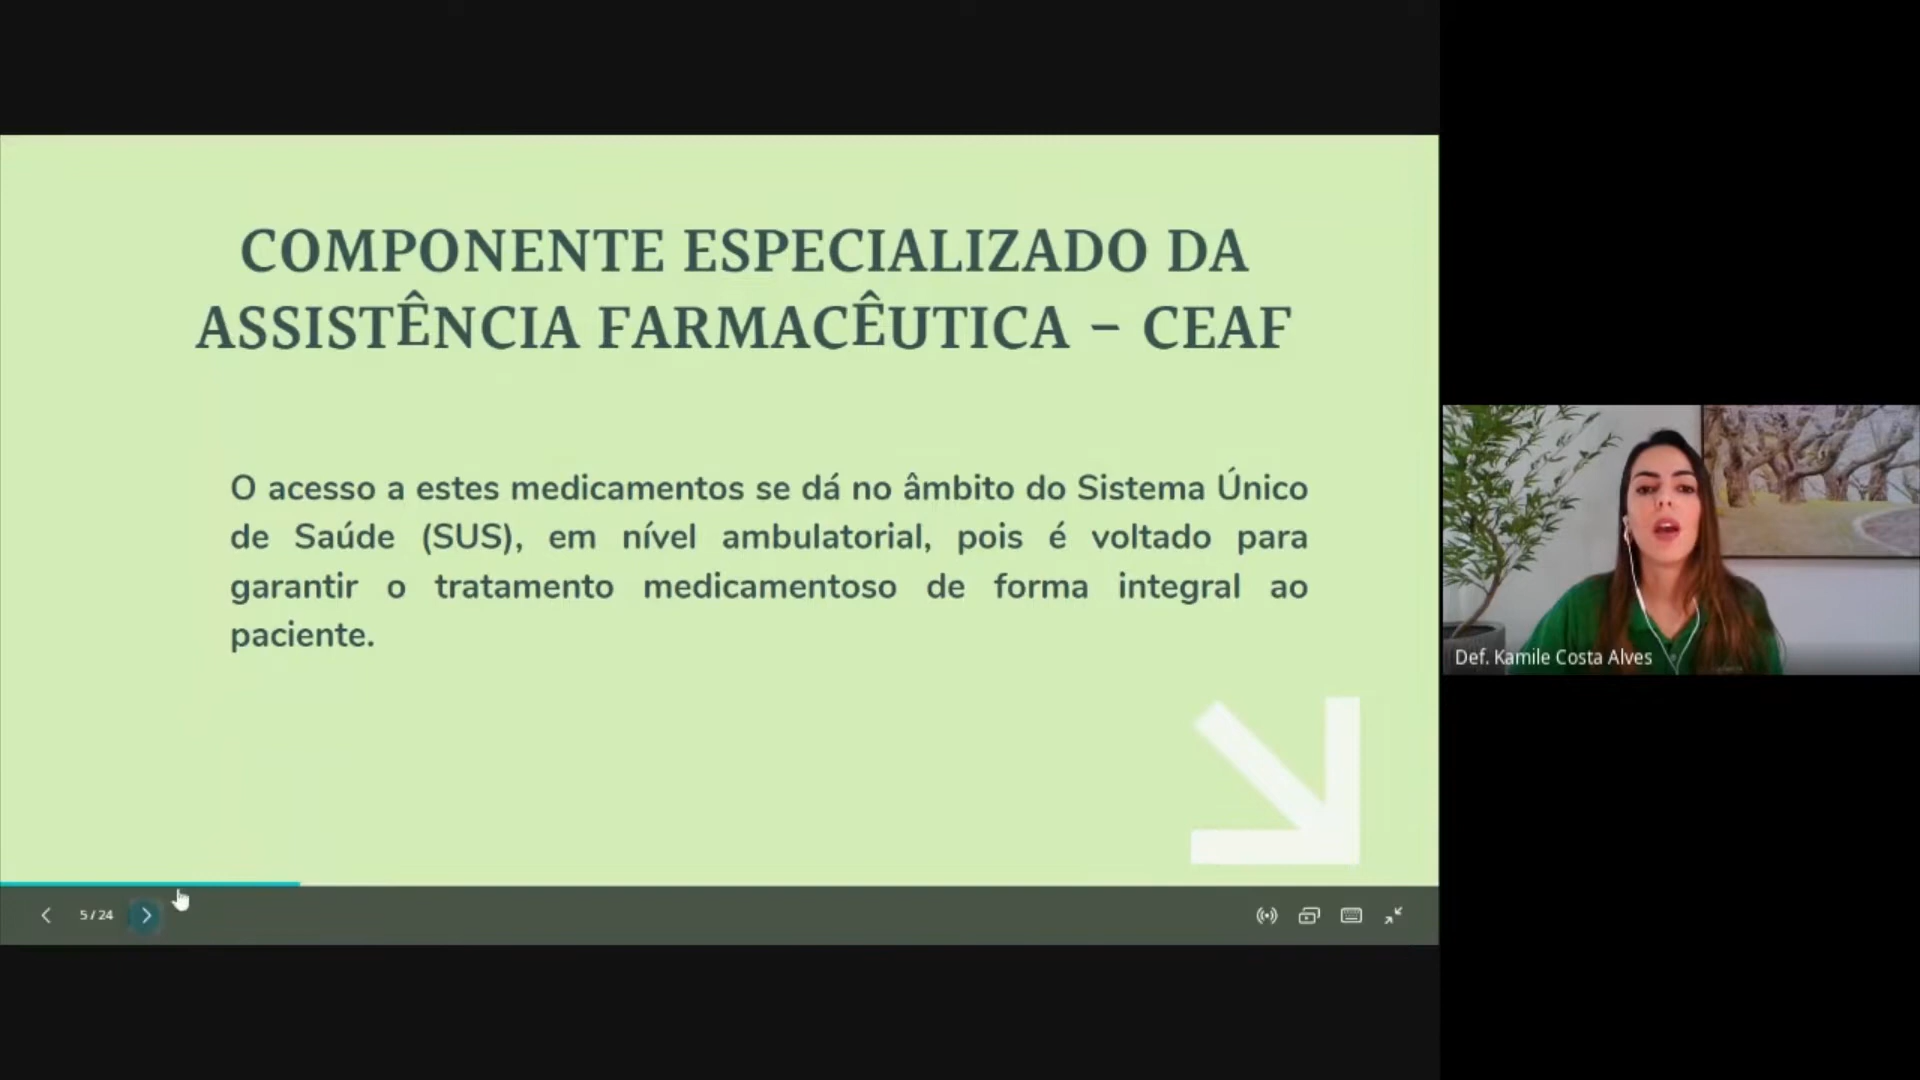 COMPONENTE ESPECIALIZADO DA
ASSISTÊNCIA FARMACÊUTICA – CEAF
O acesso a estes medicamentos se dá no âmbito do Sistema Único
de Saúde (SUS), em nível ambulatorial, pois é voltado para
garantir o tratamento medicamentoso de forma integral ao
paciente.
Def. Kamile Costa Alves
5 / 24